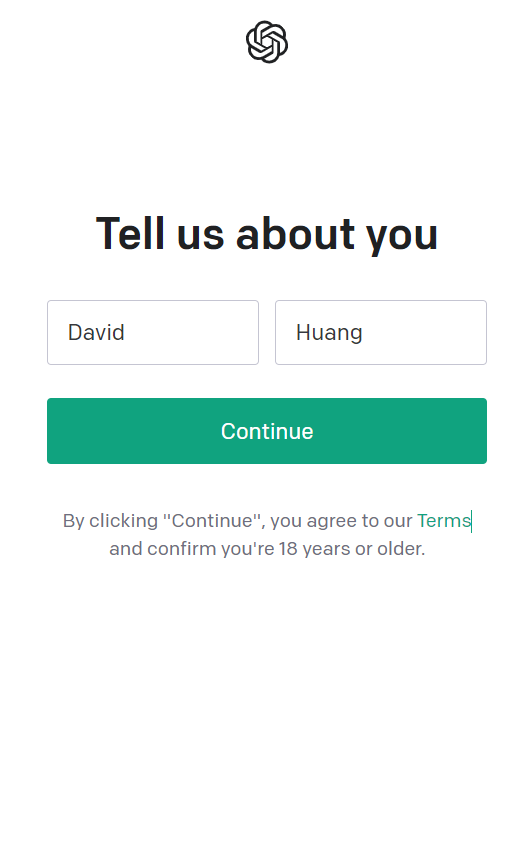 Tell us about you
David Huang
Continue
By clicking "Continue", you agree to our Terms
and confirm you're 18 years or older.